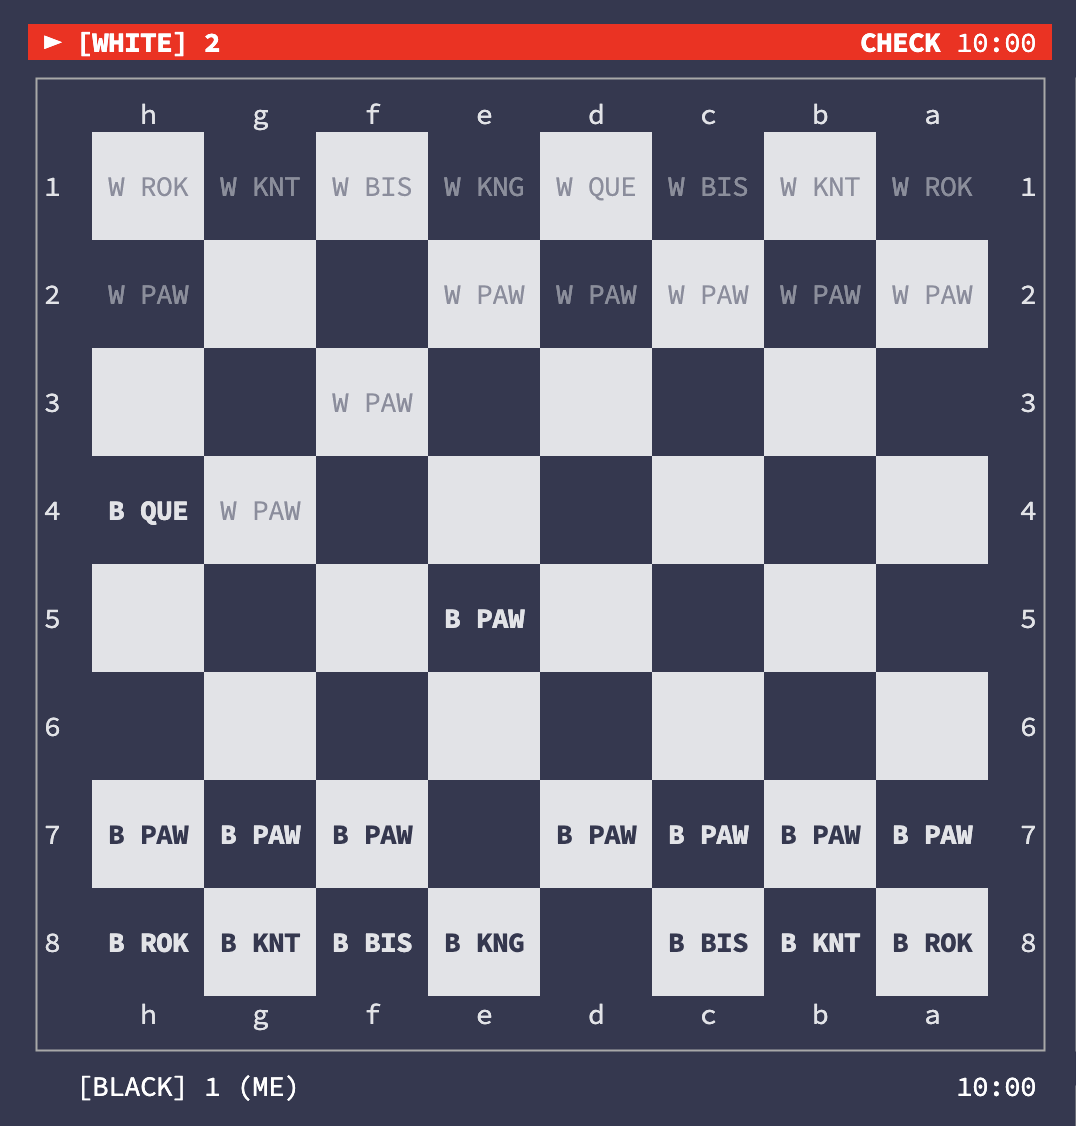 ► [WHITE] 2 CHECK 10:00
h g f e d c b a
1 W ROK W KNT W BIS W KNG W QUE W BIS W KNT W ROK 1
2 W PAW W PAW W PAW W PAW W PAW W PAW 2
3 W PAW 3
4 B QUE W PAW 4
5 B PAW 5
6 6
7 B PAW B PAW B PAW B PAW B PAW B PAW B PAW 7
8 B ROK B KNT B BIS B KNG B BIS B KNT B ROK 8
h g f e d c b a
[BLACK] 1 (ME) 10:00